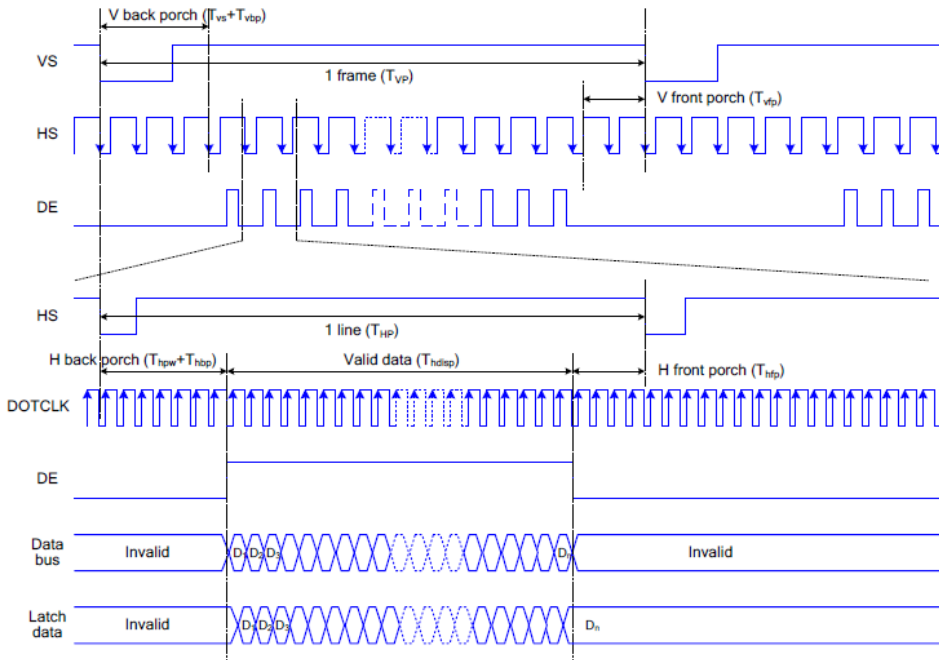 V back porch (Tvs+Tvbp)
VS
1 frame (TVP)
V front porch (Tvfp)
HS
DE
HS
1 line (THP)
H back porch (Thpw+Thbp)
Valid data (Thdisp)
H front porch (Thfp)
DOTCLK
DE
Data
bus
Invalid
D1 D2 D3
Dn
Invalid
Latch
data
Invalid
D1 D2 D3
Dn